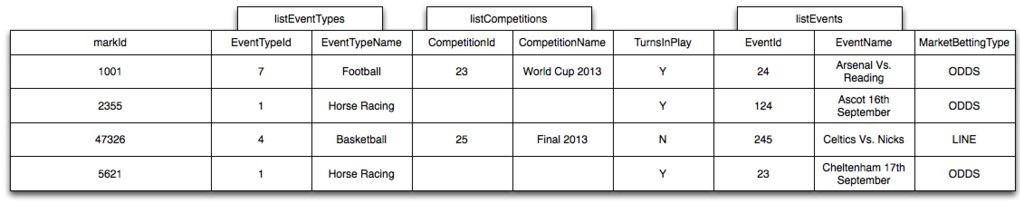 listEventTypes listCompetitions listEvents
markId EventTypeId EventTypeName CompetitionId CompetitionName TurnsInPlay EventId EventName MarketBettingType
1001 7 Football 23 World Cup 2013 Y 24 Arsenal Vs. Reading ODDS
2355 1 Horse Racing Y 124 Ascot 16th September ODDS
47326 4 Basketball 25 Final 2013 N 245 Celtics Vs. Nicks LINE
5621 1 Horse Racing Y 23 Cheltenham 17th September ODDS